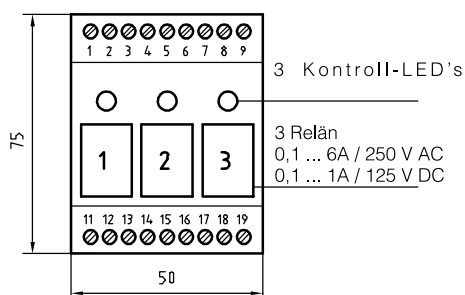 1 2 3 4 5 6 7 8 9
3 Kontroll-LED's
75
1 2 3
3 Relän
0,1 ... 6A / 250 V AC
0,1 ... 1A / 125 V DC
11 12 13 14 15 16 17 18 19
50